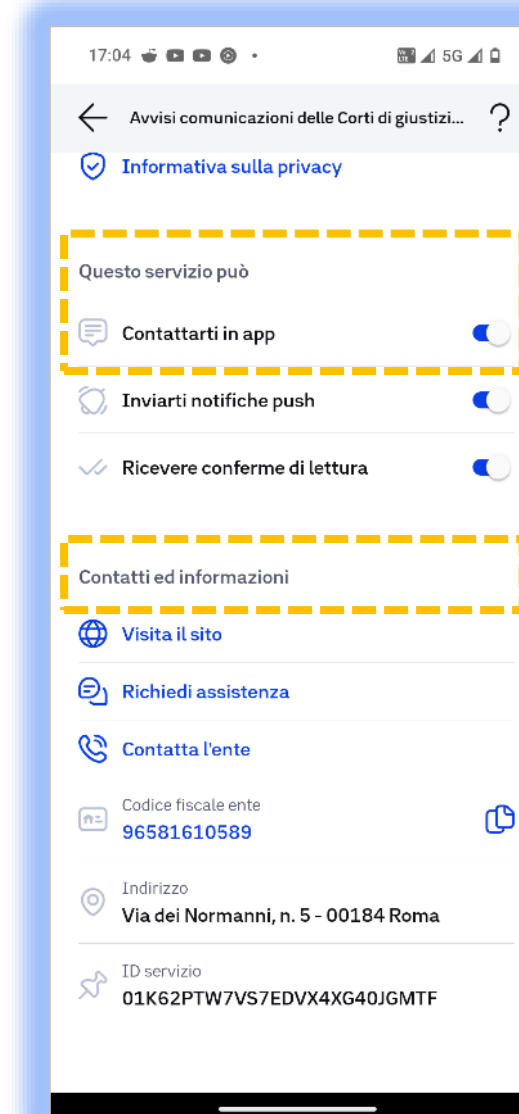 17:04 5G
Avvisi comunicazioni delle Corti di giustizi... ?
Informativa sulla privacy
Questo servizio può
Contattarti in app
Inviarti notifiche push
Ricevere conferme di lettura
Contatti ed informazioni
Visita il sito
Richiedi assistenza
Contatta l'ente
Codice fiscale ente
96581610589
Indirizzo
Via dei Normanni, n. 5 - 00184 Roma
ID servizio
01K62PTW7VS7EDVX4XG40JGMTF